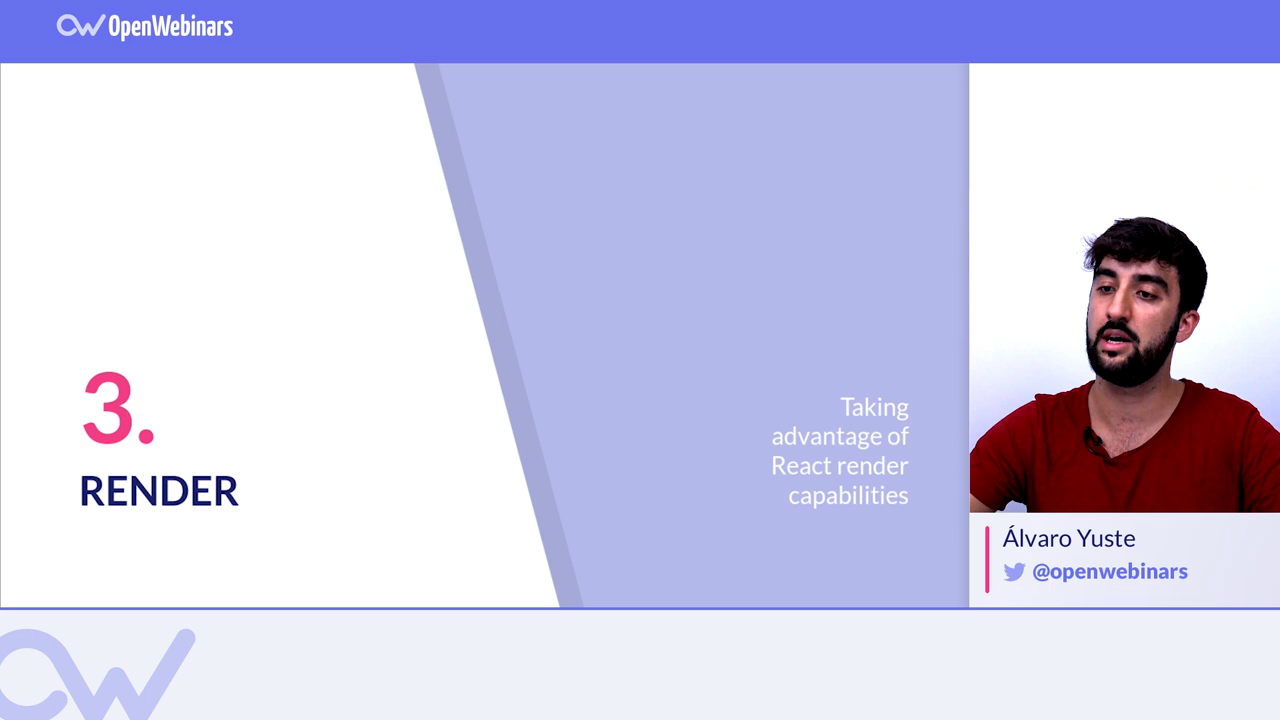 OpenWebinars
3.
RENDER
Taking
advantage of
React render
capabilities
Álvaro Yuste
@openwebinars